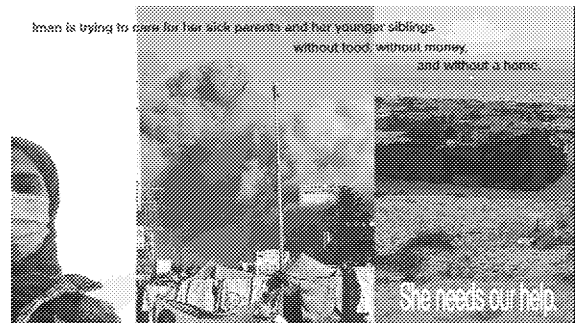 Iman is trying to care for her sick parents and her younger siblings
without food, without money,
and without a home.
She needs our help.